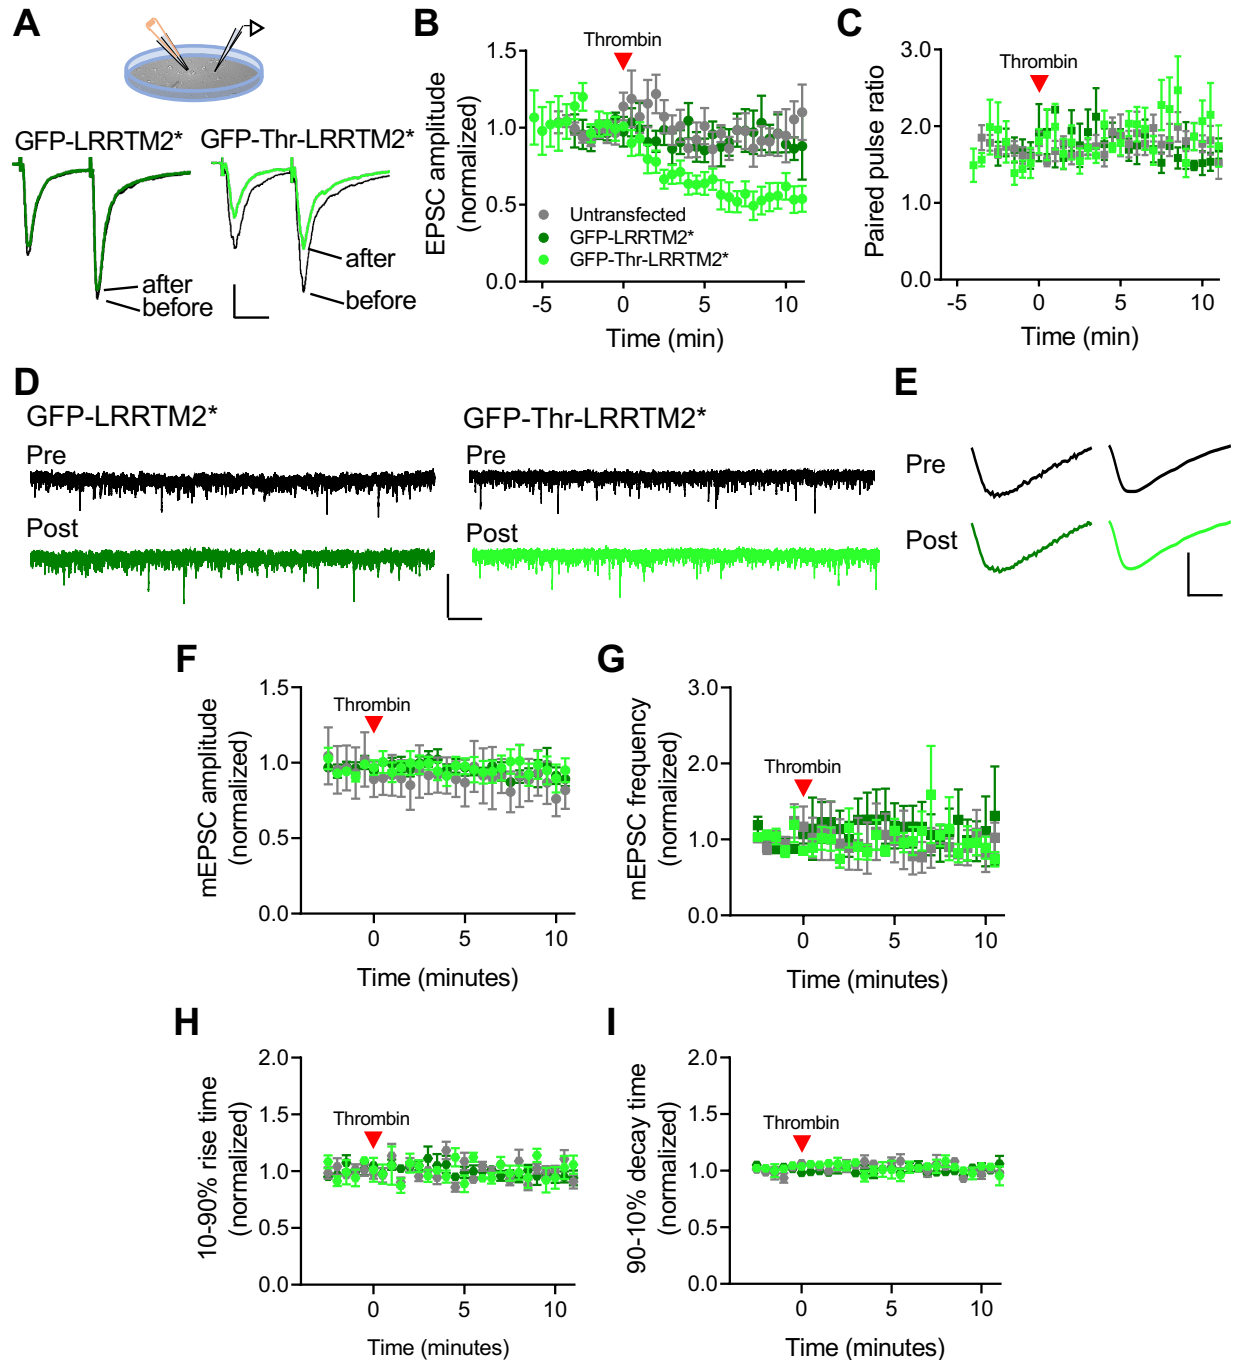 A
GFP-LRRTM2*
GFP-Thr-LRRTM2*
after
before
after
before
B
Thrombin
EPSC amplitude
(normalized)
1.5
1.0
0.5
0.0
Untransfected
GFP-LRRTM2*
GFP-Thr-LRRTM2*
-5 0 5 10
Time (min)
C
Thrombin
Paired pulse ratio
3.0
2.0
1.0
0.0
-5 0 5 10
Time (min)
D
GFP-LRRTM2*
GFP-Thr-LRRTM2*
Pre
Pre
Post
Post
E
Pre
Post
F
Thrombin
mEPSC amplitude
(normalized)
1.5
1.0
0.5
0.0
0 5 10
Time (minutes)
G
Thrombin
mEPSC frequency
(normalized)
3.0
2.0
1.0
0.0
0 5 10
Time (minutes)
H
Thrombin
10-90% rise time
(normalized)
2.0
1.5
1.0
0.5
0.0
0 5 10
Time (minutes)
I
Thrombin
90-10% decay time
(normalized)
2.0
1.5
1.0
0.5
0.0
0 5 10
Time (minutes)